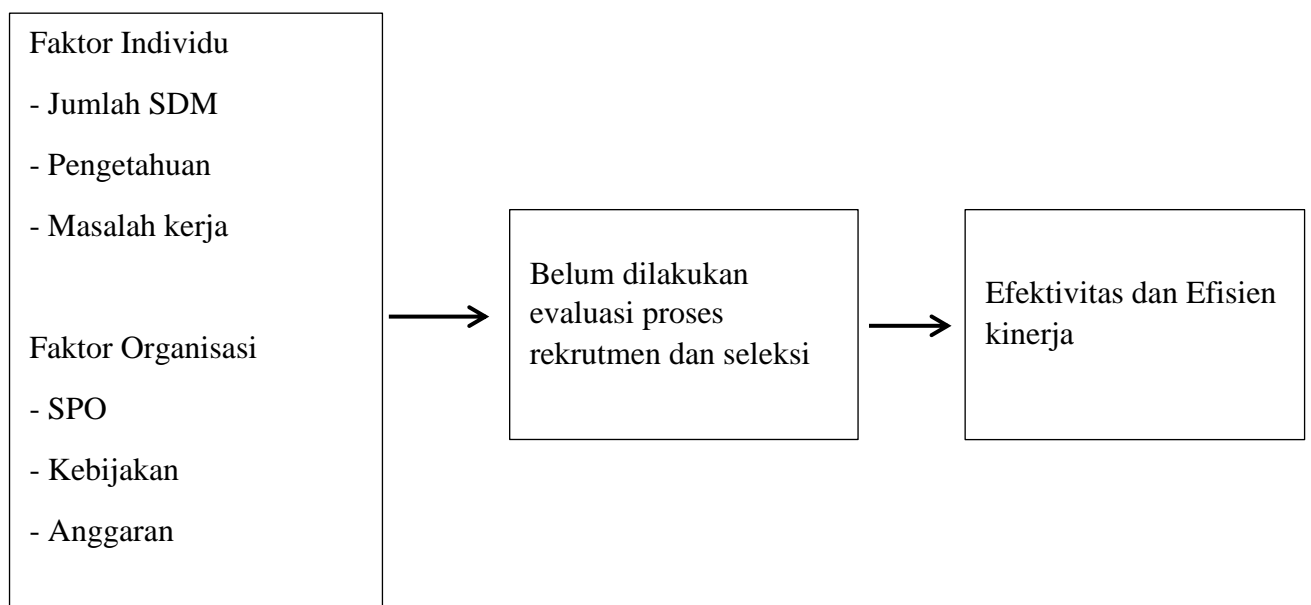 Faktor Individu
- Jumlah SDM
- Pengetahuan
- Masalah kerja
Faktor Organisasi
- SPO
- Kebijakan
- Anggaran
Belum dilakukan
evaluasi proses
rekrutmen dan seleksi
Efektivitas dan Efisien
kinerja